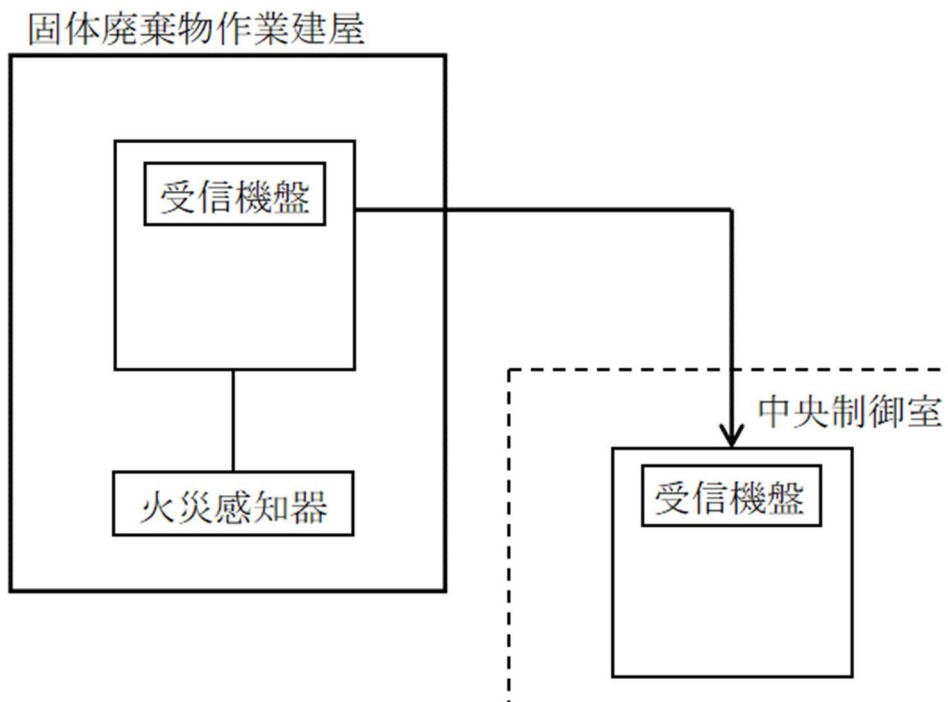 固体廃棄物作業建屋
受信機盤
火災感知器
中央制御室
受信機盤